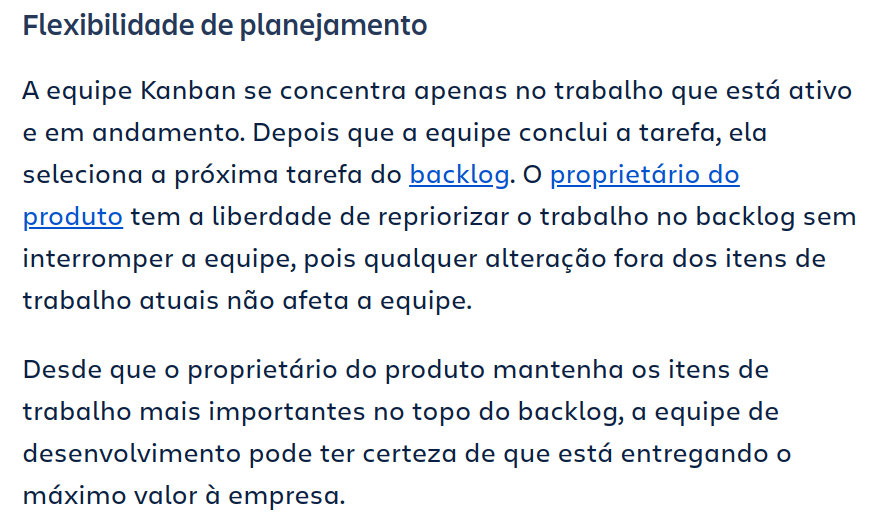 Flexibilidade de planejamento
A equipe Kanban se concentra apenas no trabalho que está ativo
e em andamento. Depois que a equipe conclui a tarefa, ela
seleciona a próxima tarefa do backlog. O proprietário do
produto tem a liberdade de repriorizar o trabalho no backlog sem
interromper a equipe, pois qualquer alteração fora dos itens de
trabalho atuais não afeta a equipe.
Desde que o proprietário do produto mantenha os itens de
trabalho mais importantes no topo do backlog, a equipe de
desenvolvimento pode ter certeza de que está entregando o
máximo valor à empresa.